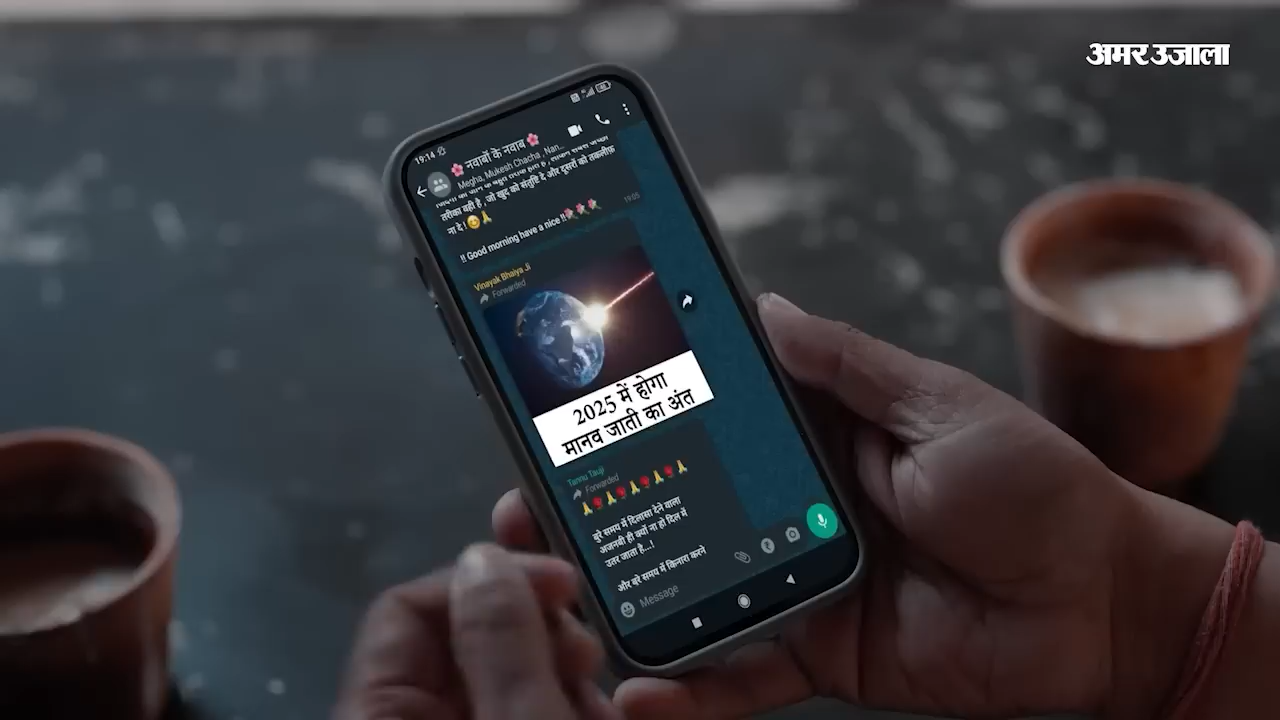 अमर उजाला
19:14
🌸 नवाबों के नवाब 🌸
Megha, Mukesh Chacha, Nan...
तरीका वही है, जो खुद को संतुष्टि दे और दूसरों को तकलीफ़
ना दे ! 😊🙏
19:05
!! Good morning have a nice !!💐💐💐
Vinayak Bhaiya Ji
Forwarded
2025 में होगा
मानव जाती का अंत
Tannu Tauji
Forwarded
🙏🌹🙏🌹🙏🌹🙏🌹🙏
बुरे समय में दिलासा देने वाला
अजनबी ही क्यों ना हो दिल में
उतर जाता है...!
और बुरे समय में किनारा करने
Message